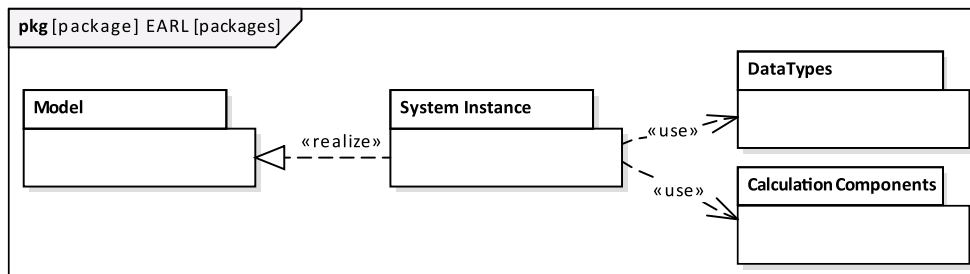 pkg [package] EARL [packages]
DataTypes
Model
System Instance
«realize»
«use»
«use»
Calculation Components